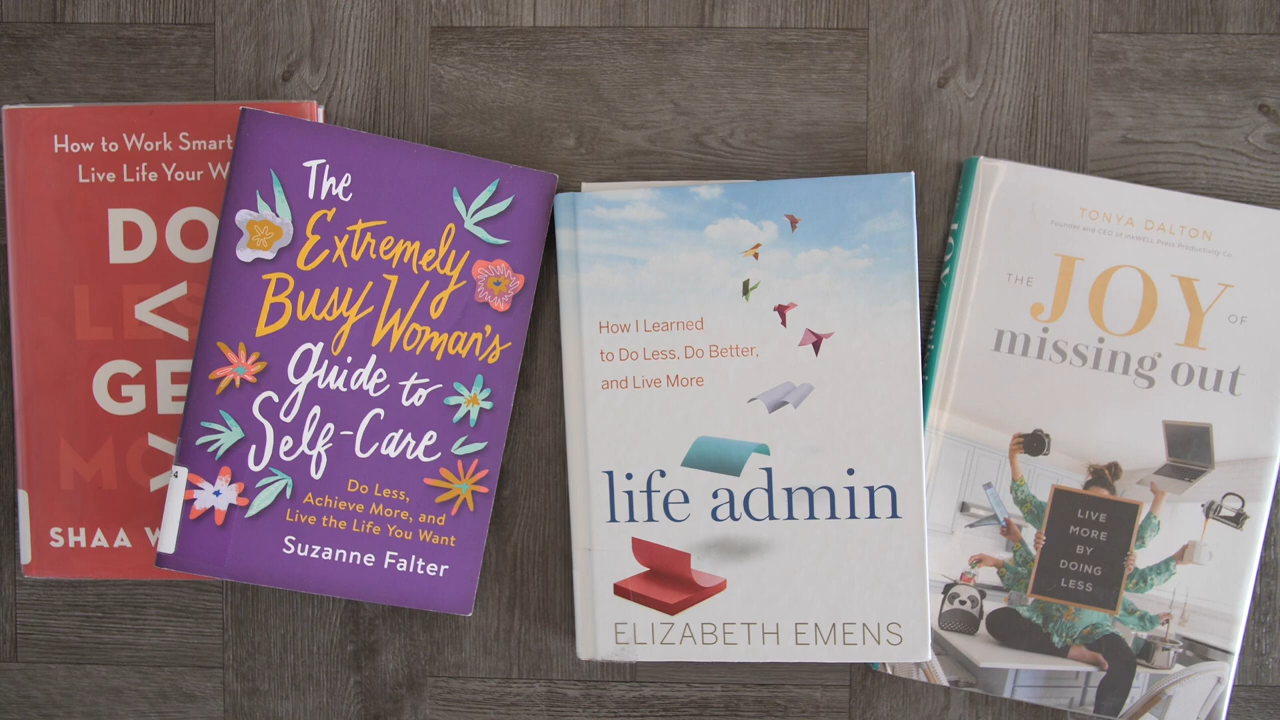 How to Work Smart
Live Life Your W
DO
LES
<
GE
MO
>
SHAA W
4
The
Extremely
Busy Woman's
Guide to
Self-Care
Do Less,
Achieve More, and
Live the Life You Want
Suzanne Falter
How I Learned
to Do Less, Do Better,
and Live More
life admin
ELIZABETH EMENS
TONYA DALTON
Founder and CEO of inkWELL Press Productivity Co.
THE JOY OF
missing out
LIVE
MORE
BY
DOING
LESS